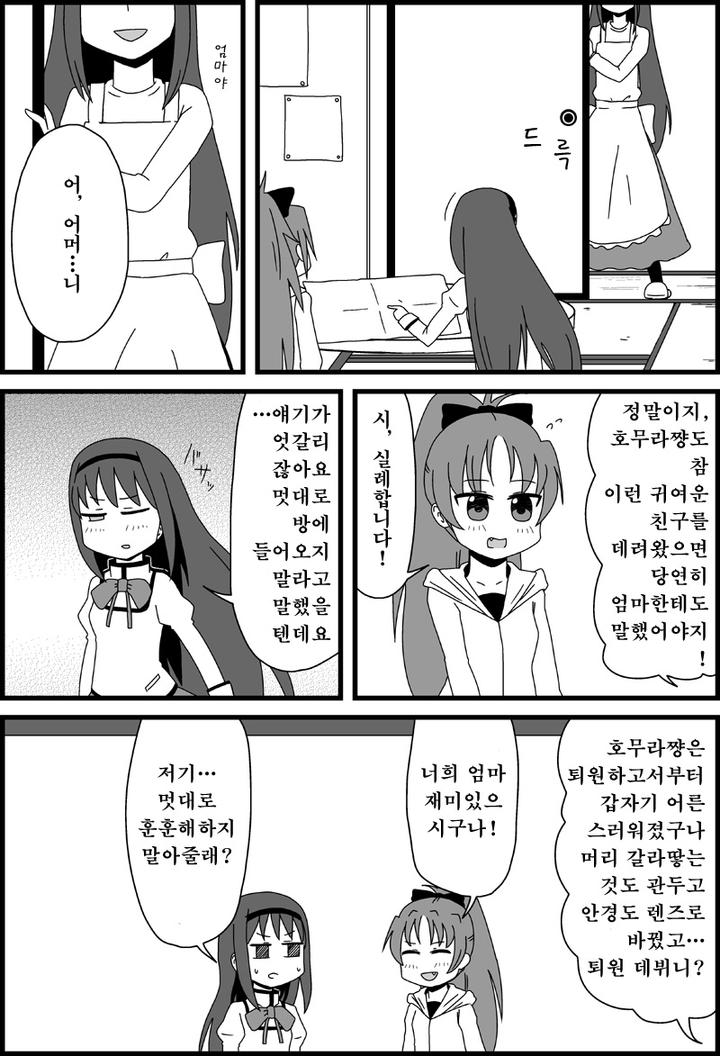 드륵
엄마야
어, 어머…니
정말이지,
호무라쨩도
참
이런 귀여운
친구를
데려왔으면
당연히
엄마한테도
말했어야지
!
시, 실례합니다!
…얘기가
엇갈리
잖아요
멋대로
방에
들어오지
말라고
말했을
텐데요
ズサッ
호무라쨩은
퇴원하고서부터
갑자기 어른
스러워졌구나
머리 갈라땋는
것도 관두고
안경도 렌즈로
바꿨고…
퇴원 데뷔니?
너희 엄마
재미있으
시구나!
저기…
멋대로
훈훈해하지
말아줄래?